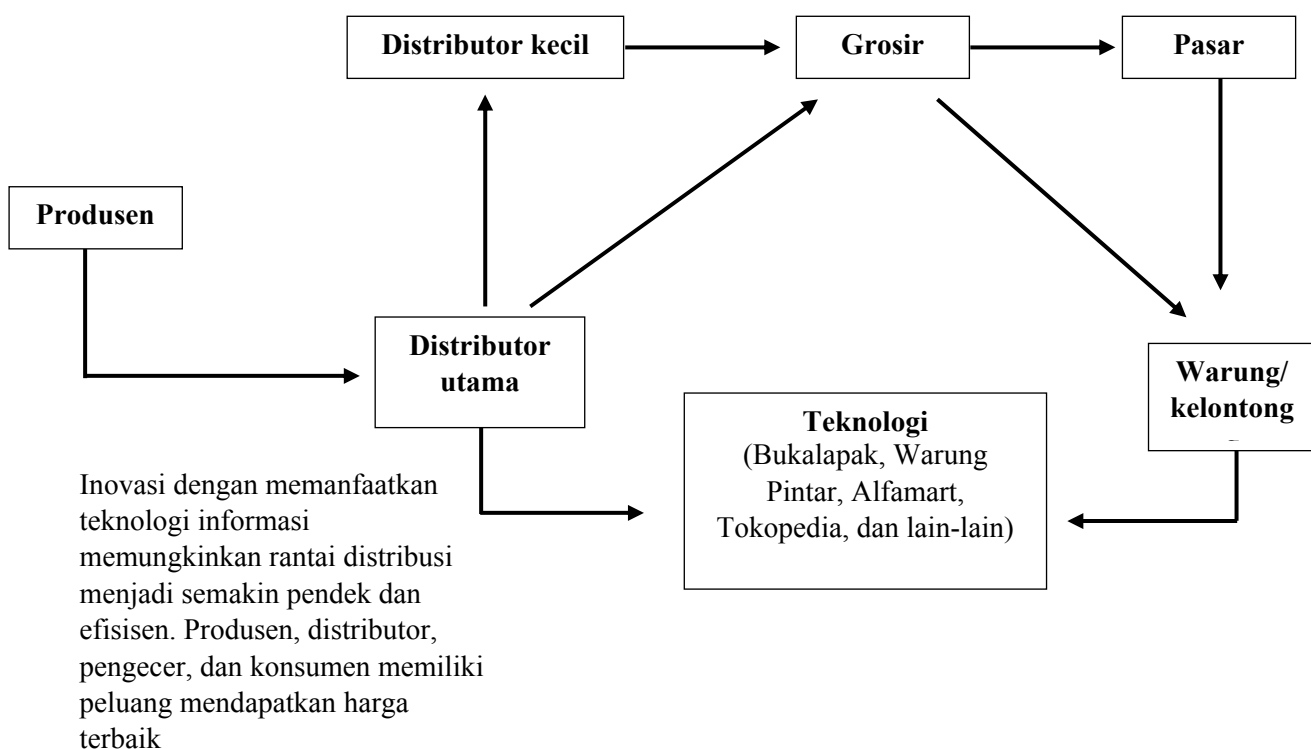 Distributor kecil
Grosir
Pasar
Produsen
Distributor
utama
Warung/
kelontong
Teknologi
(Bukalapak, Warung
Pintar, Alfamart,
Tokopedia, dan lain-lain)
Inovasi dengan memanfaatkan
teknologi informasi
memungkinkan rantai distribusi
menjadi semakin pendek dan
efisisen. Produsen, distributor,
pengecer, dan konsumen memiliki
peluang mendapatkan harga
terbaik